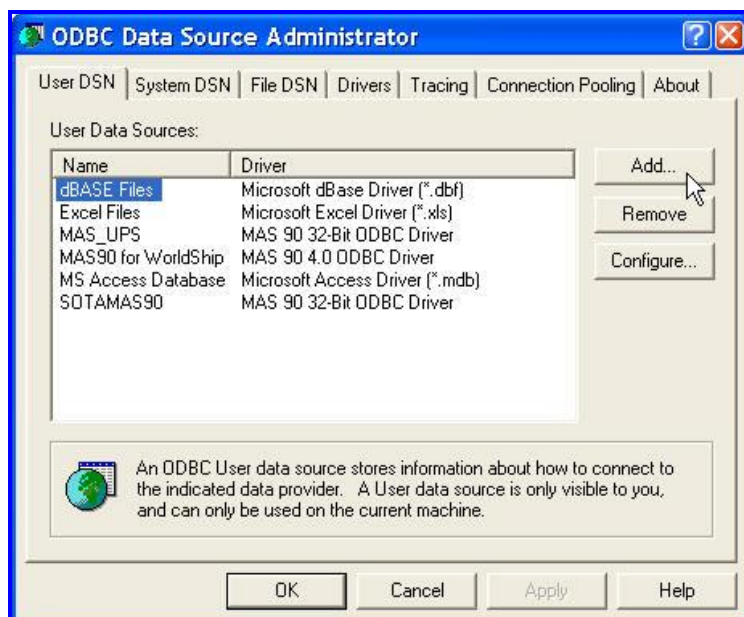 ODBC Data Source Administrator
User DSN System DSN File DSN Drivers Tracing Connection Pooling About
User Data Sources:
Name Driver
dBASE Files Microsoft dBase Driver (*.dbf)
Excel Files Microsoft Excel Driver (*.xls)
MAS_UPS MAS 90 32-Bit ODBC Driver
MAS90 for WorldShip MAS 90 4.0 ODBC Driver
MS Access Database Microsoft Access Driver (*.mdb)
SOTAMAS90 MAS 90 32-Bit ODBC Driver
Add...
Remove
Configure...
An ODBC User data source stores information about how to connect to
the indicated data provider. A User data source is only visible to you,
and can only be used on the current machine.
OK Cancel Apply Help